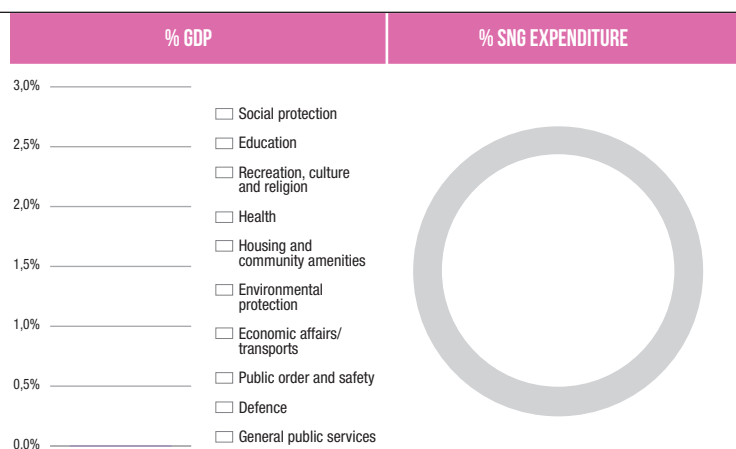 % GDP
% SNG EXPENDITURE
3,0%
2,5%
2,0%
1,5%
1,0%
0,5%
0,0%
Social protection
Education
Recreation, culture
and religion
Health
Housing and
community amenities
Environmental
protection
Economic affairs/
transports
Public order and safety
Defence
General public services